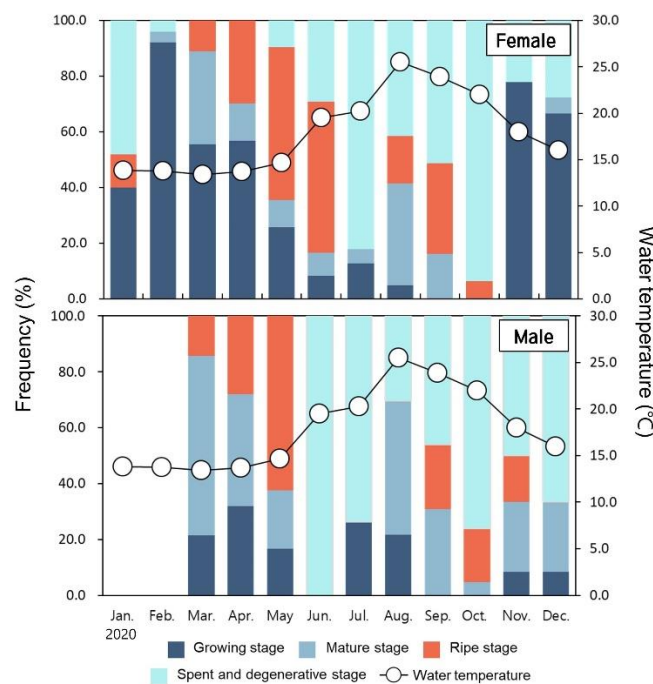 100.0 30.0
Female
80.0 25.0
20.0
60.0
15.0
40.0
10.0
20.0 5.0
0.0 0.0
Frequency (%)
Water temperature (℃)
100.0 30.0
Male
80.0 25.0
20.0
60.0
15.0
40.0
10.0
20.0 5.0
0.0 0.0
Jan. Feb. Mar. Apr. May Jun. Jul. Aug. Sep. Oct. Nov. Dec.
2020
Growing stage Mature stage Ripe stage
Spent and degenerative stage Water temperature